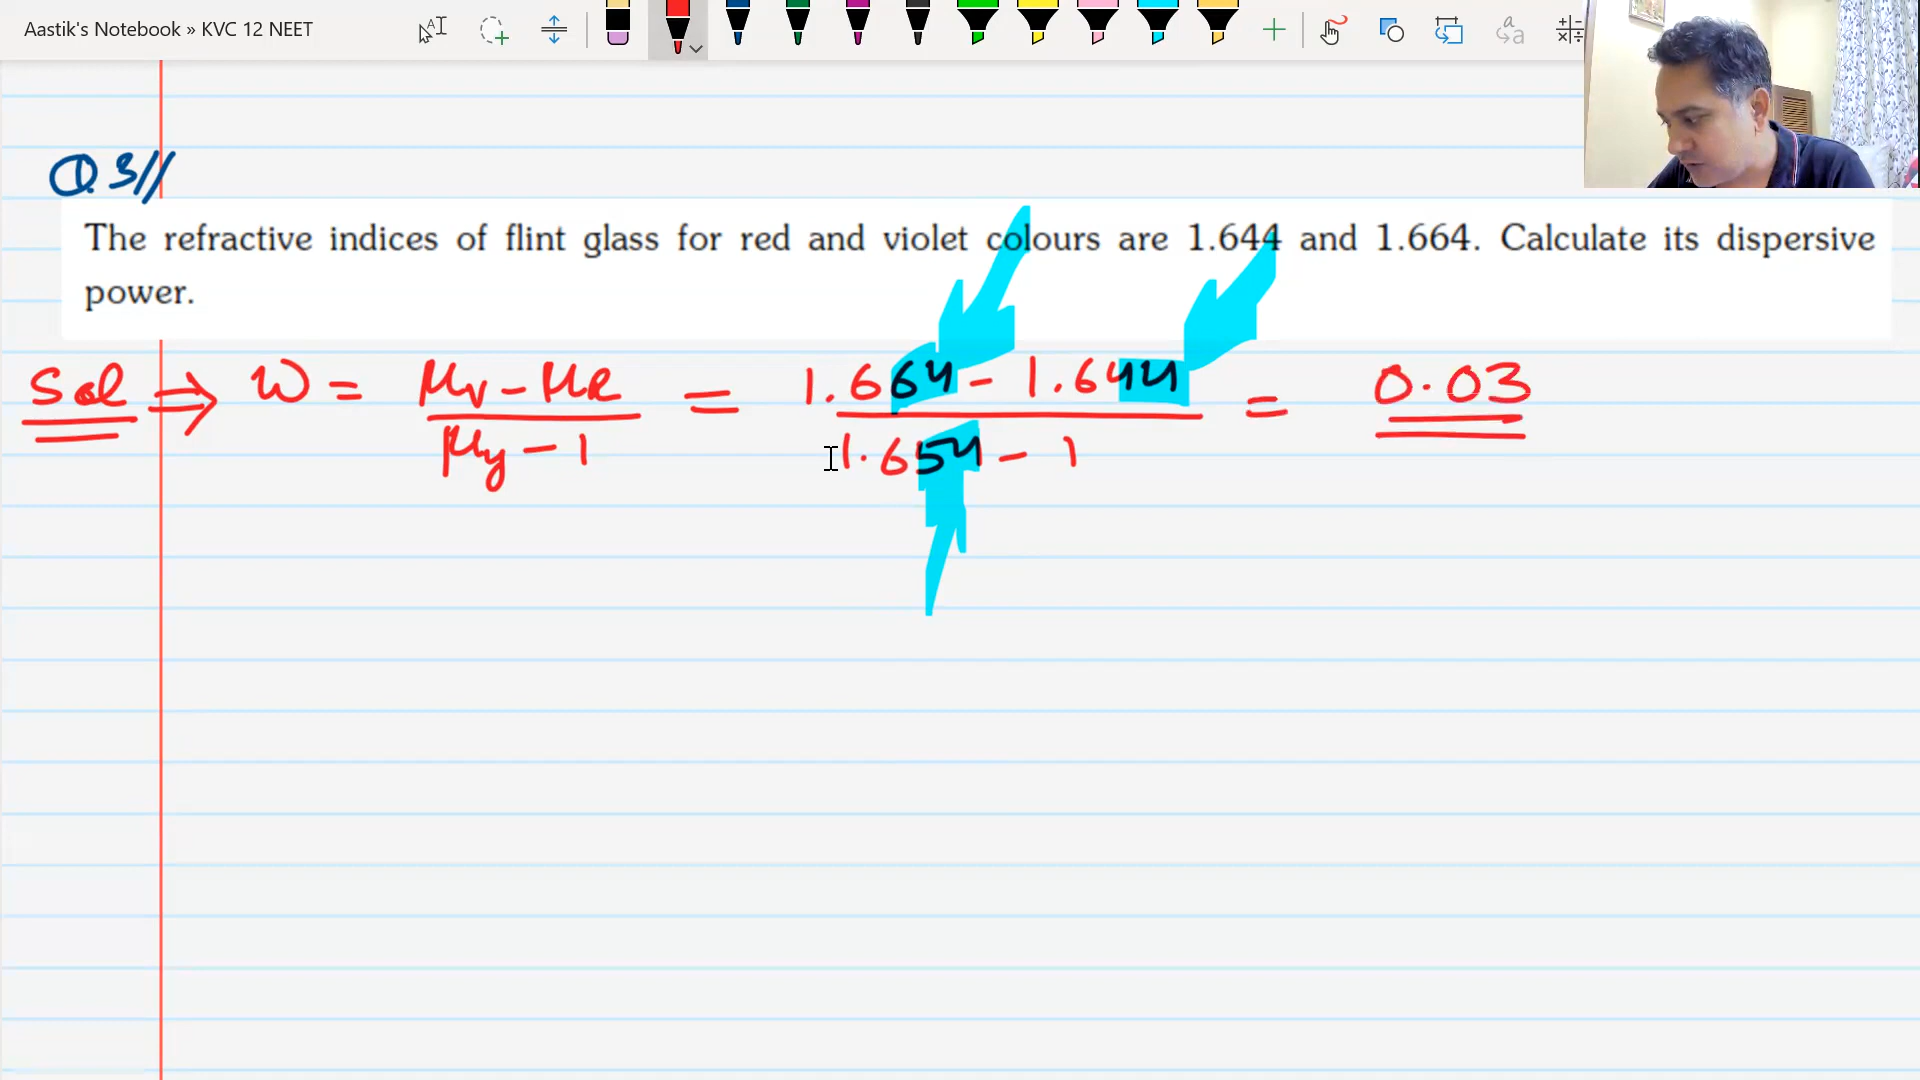 Aastik's Notebook » KVC 12 NEET
Q.3//
The refractive indices of flint glass for red and violet colours are 1.644 and 1.664. Calculate its dispersive
power.
Sol ⇒ W = μv - μR / μy - 1 = 1.664 - 1.644 / 1.654 - 1 = 0.03